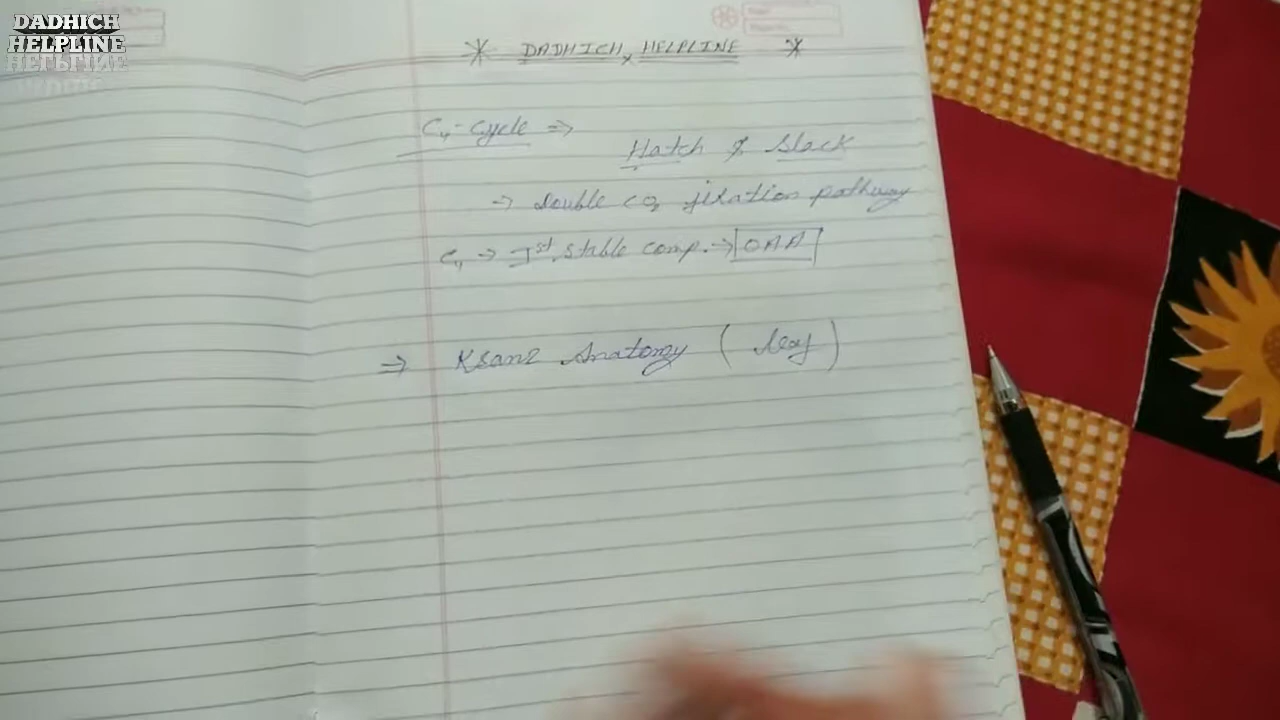 DADHICH
HELPLINE
* DADHICH HELPLINE *
C4-Cycle ⇒
Hatch & Slack
→ Double CO2 fixation pathway
C4 → Ist stable comp. → OAA
⇒ Kranz Anatomy ( leaf )